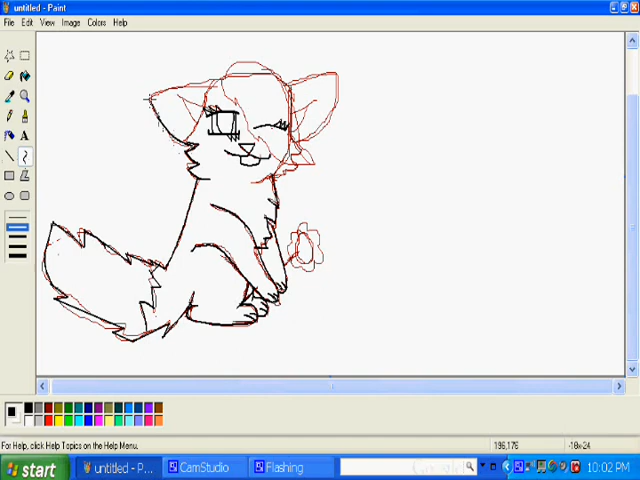 untitled - Paint
File Edit View Image Colors Help
A
For Help, click Help Topics on the Help Menu.
196,176
-18x24
start
untitled - P...
CamStudio
Flashing
Google
10:02 PM